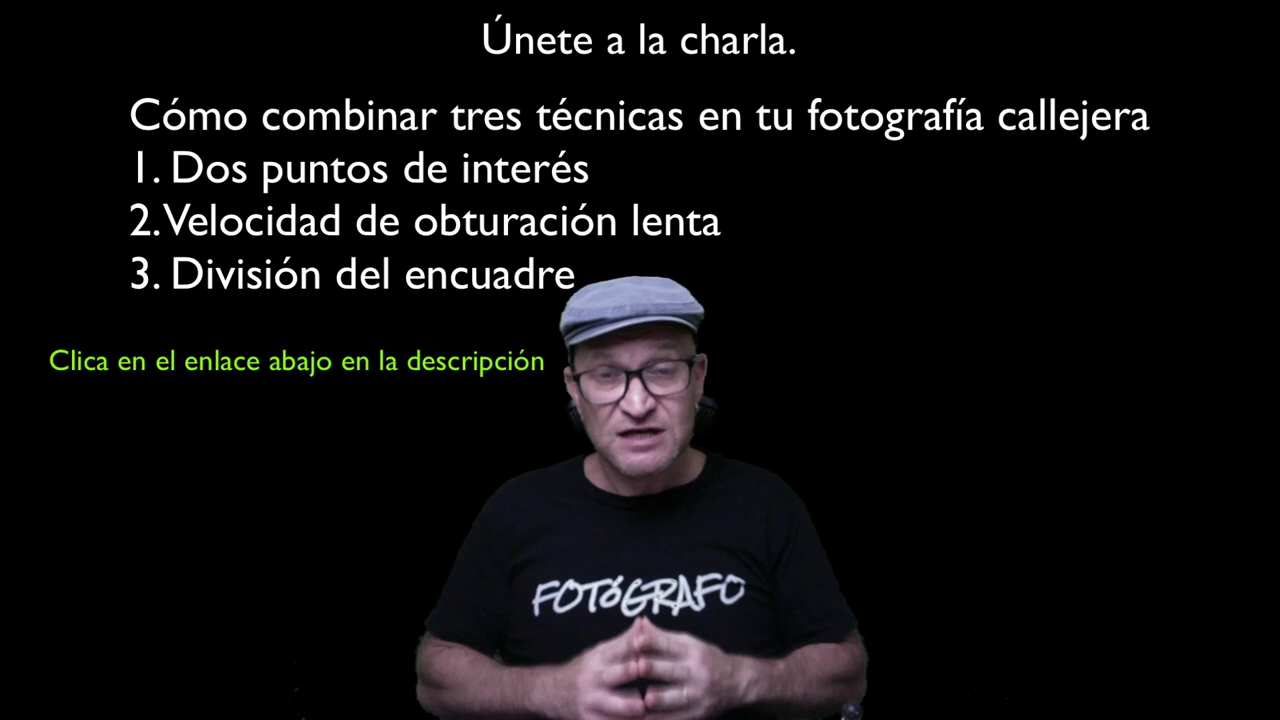 Únete a la charla.
Cómo combinar tres técnicas en tu fotografía callejera
1. Dos puntos de interés
2. Velocidad de obturación lenta
3. División del encuadre
Clica en el enlace abajo en la descripción
FOTÓGRAFO